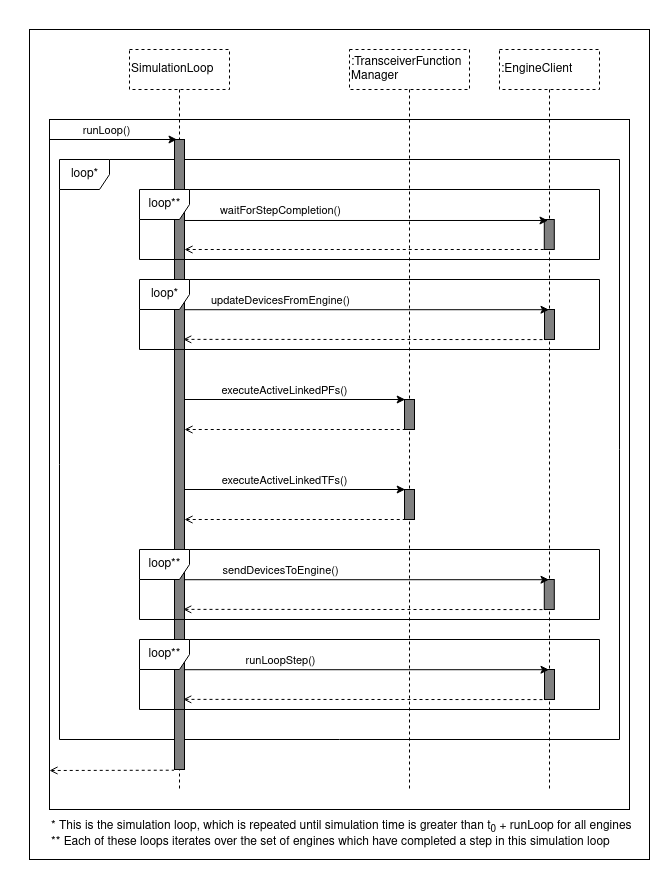 SimulationLoop
:TransceiverFunction
Manager
:EngineClient
runLoop()
loop*
loop**
waitForStepCompletion()
loop*
updateDevicesFromEngine()
executeActiveLinkedPFs()
executeActiveLinkedTFs()
loop**
sendDevicesToEngine()
loop**
runLoopStep()
* This is the simulation loop, which is repeated until simulation time is greater than t0 + runLoop for all engines
** Each of these loops iterates over the set of engines which have completed a step in this simulation loop